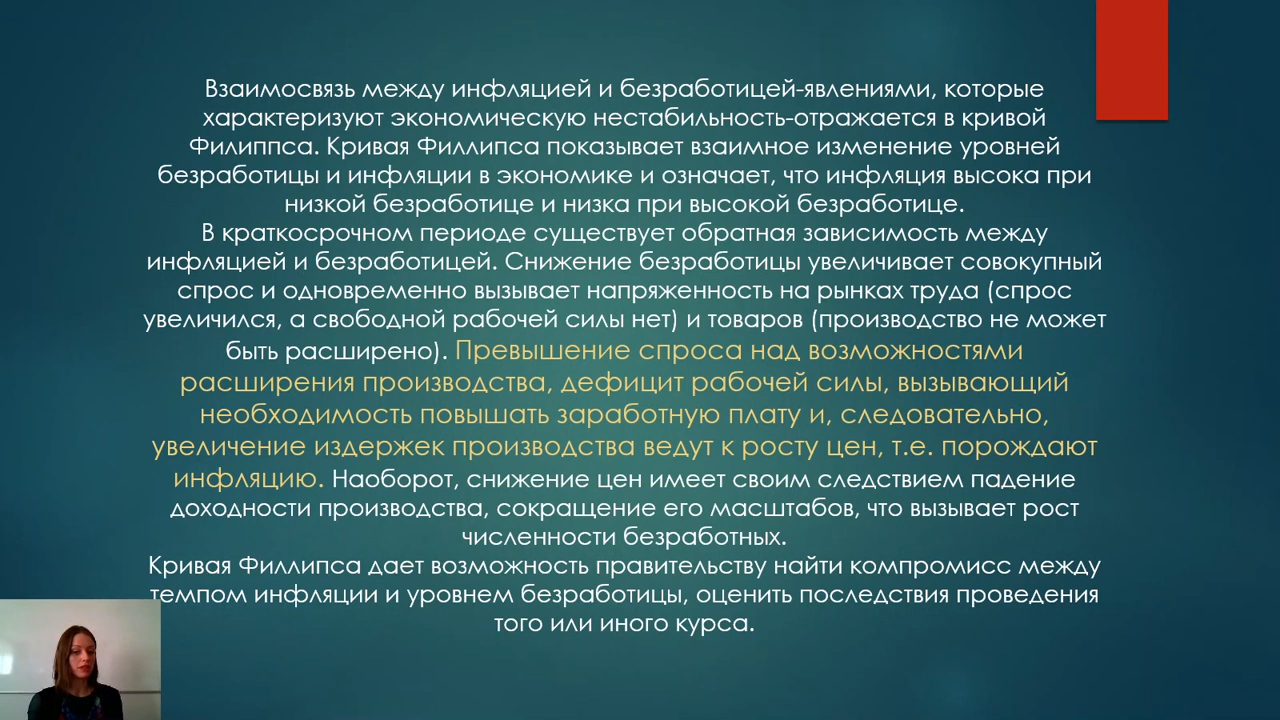 Взаимосвязь между инфляцией и безработицей-явлениями, которые
характеризуют экономическую нестабильность-отражается в кривой
Филиппса. Кривая Филлипса показывает взаимное изменение уровней
безработицы и инфляции в экономике и означает, что инфляция высока при
низкой безработице и низка при высокой безработице.
В краткосрочном периоде существует обратная зависимость между
инфляцией и безработицей. Снижение безработицы увеличивает совокупный
спрос и одновременно вызывает напряженность на рынках труда (спрос
увеличился, а свободной рабочей силы нет) и товаров (производство не может
быть расширено). Превышение спроса над возможностями
расширения производства, дефицит рабочей силы, вызывающий
необходимость повышать заработную плату и, следовательно,
увеличение издержек производства ведут к росту цен, т.е. порождают
инфляцию. Наоборот, снижение цен имеет своим следствием падение
доходности производства, сокращение его масштабов, что вызывает рост
численности безработных.
Кривая Филлипса дает возможность правительству найти компромисс между
темпом инфляции и уровнем безработицы, оценить последствия проведения
того или иного курса.